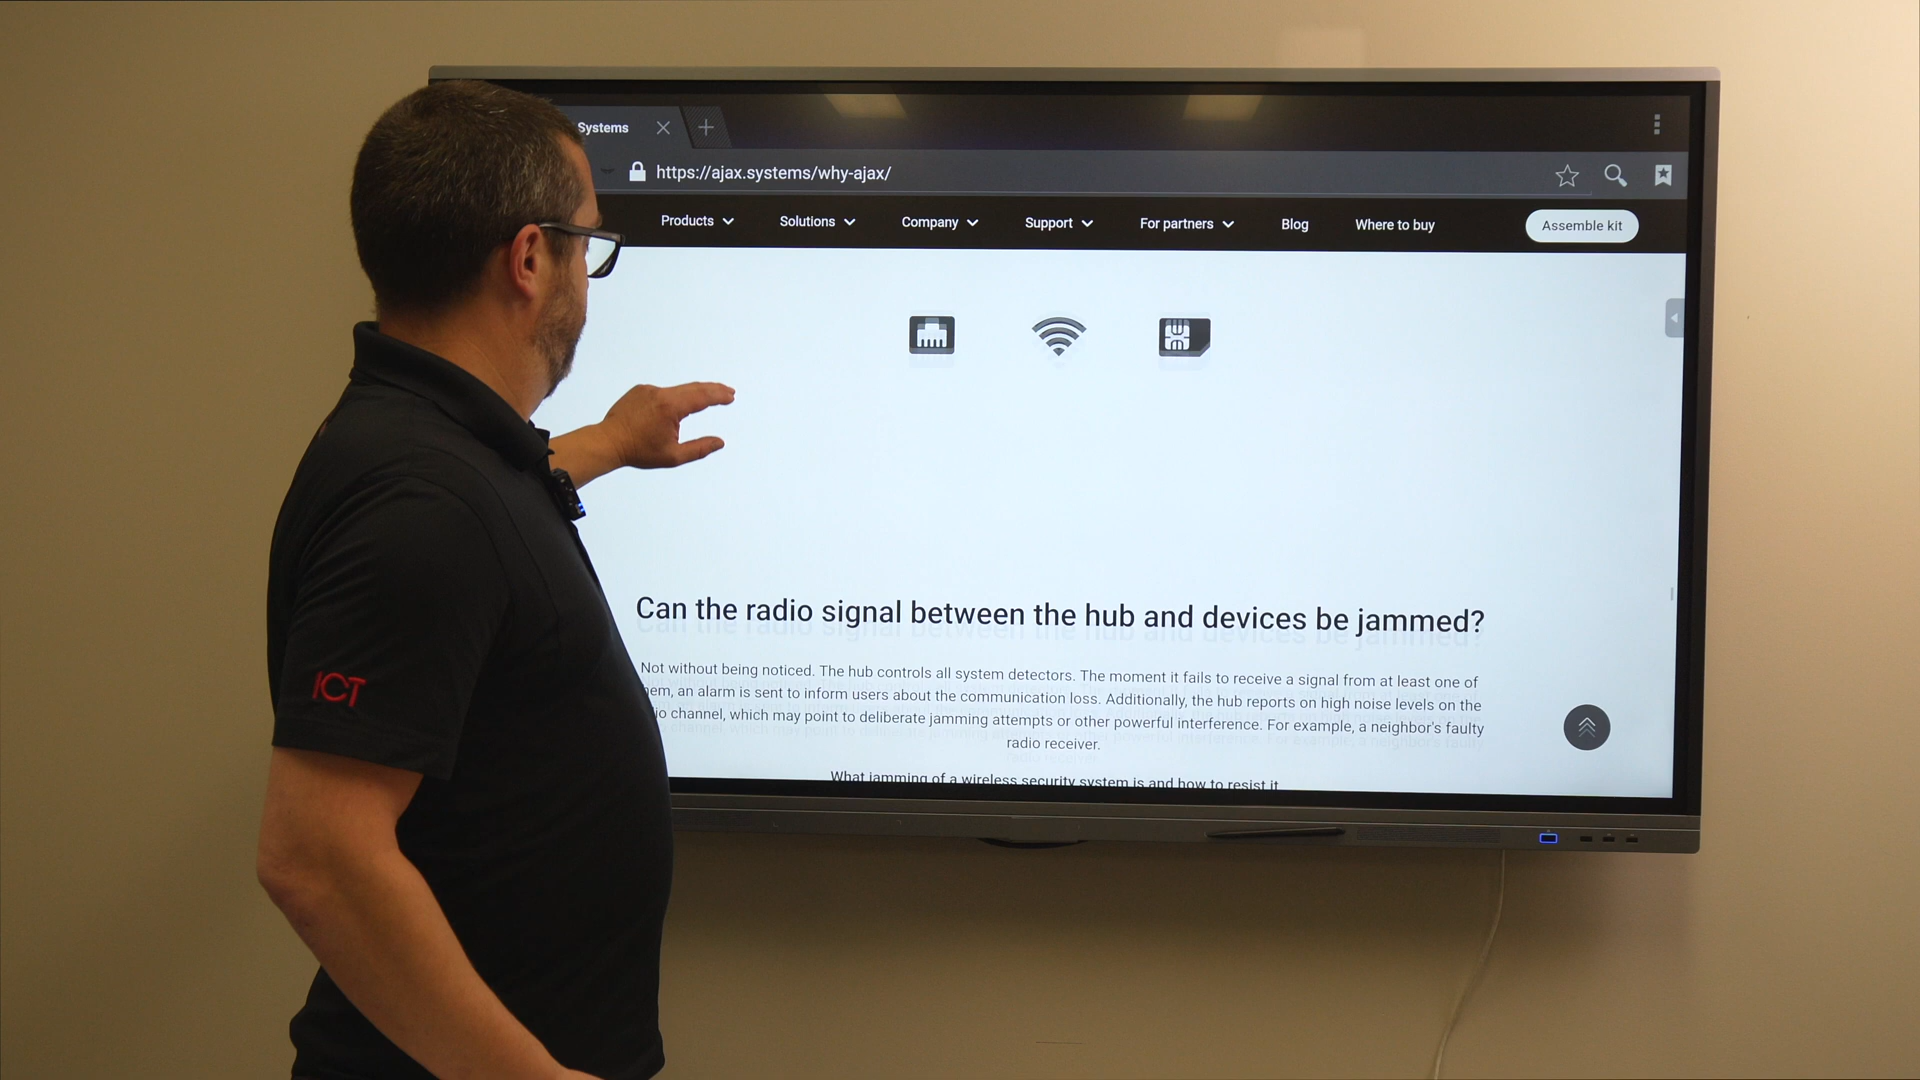 Systems
https://ajax.systems/why-ajax/
Products Solutions Company Support For partners Blog Where to buy Assemble kit
Can the radio signal between the hub and devices be jammed?
Not without being noticed. The hub controls all system detectors. The moment it fails to receive a signal from at least one of
an alarm is sent to inform users about the communication loss. Additionally, the hub reports on high noise levels on the
channel, which may point to deliberate jamming attempts or other powerful interference. For example, a neighbor's faulty
radio receiver.
What jamming of a wireless security system is and how to resist it
ICT